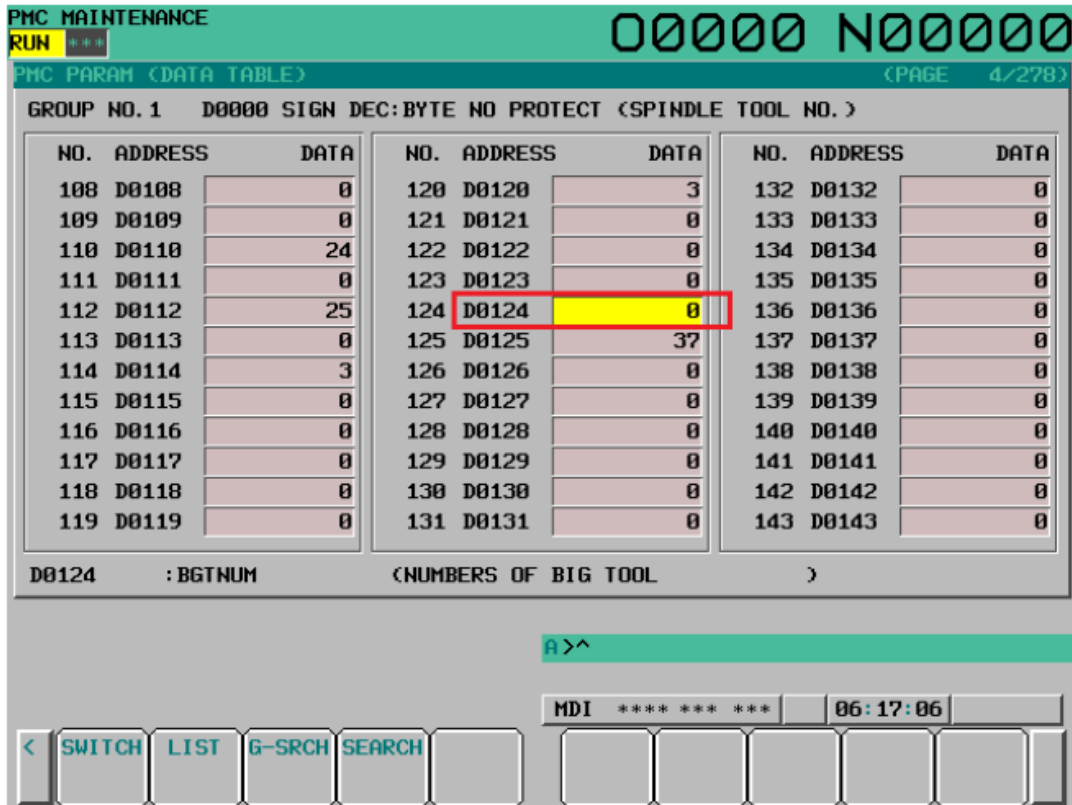 PMC MAINTENANCE
RUN *** O0000 N00000
PMC PARAM (DATA TABLE) (PAGE 4/278)
GROUP NO.1 D0000 SIGN DEC:BYTE NO PROTECT (SPINDLE TOOL NO.)
NO. ADDRESS DATA NO. ADDRESS DATA NO. ADDRESS DATA
108 D0108 0 120 D0120 3 132 D0132 0
109 D0109 0 121 D0121 0 133 D0133 0
110 D0110 24 122 D0122 0 134 D0134 0
111 D0111 0 123 D0123 0 135 D0135 0
112 D0112 25 124 D0124 0 136 D0136 0
113 D0113 0 125 D0125 37 137 D0137 0
114 D0114 3 126 D0126 0 138 D0138 0
115 D0115 0 127 D0127 0 139 D0139 0
116 D0116 0 128 D0128 0 140 D0140 0
117 D0117 0 129 D0129 0 141 D0141 0
118 D0118 0 130 D0130 0 142 D0142 0
119 D0119 0 131 D0131 0 143 D0143 0
D0124 :BGTNUM (NUMBERS OF BIG TOOL )
A>^
MDI **** *** *** 06:17:06
< SWITCH LIST G-SRCH SEARCH